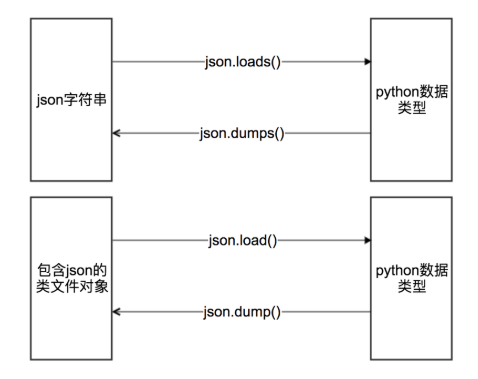 json.loads()
json字符串
python数据
类型
json.dumps()
json.load()
包含json的
类文件对象
python数据
类型
json.dump()